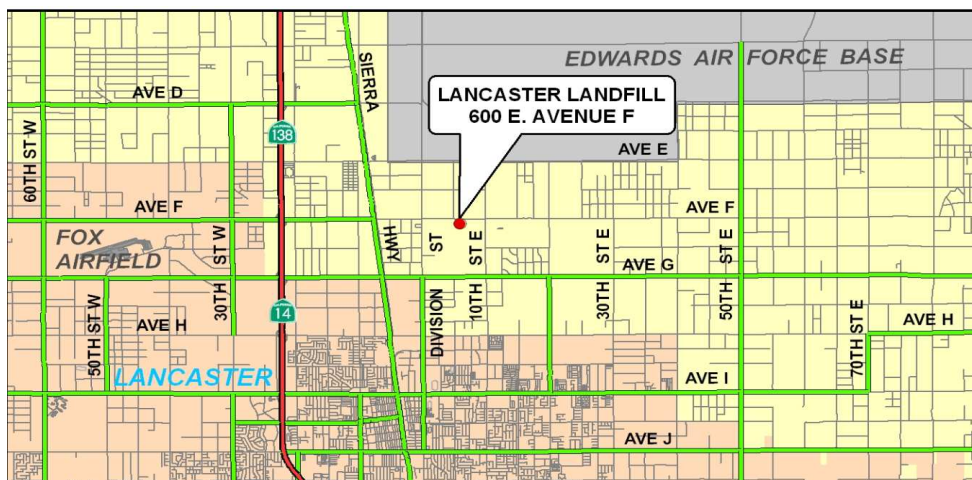 EDWARDS AIR FORCE BASE
SIERRA
LANCASTER LANDFILL
600 E. AVENUE F
AVE D
138
AVE E
60TH ST W
AVE F
AVE F
HWY
ST
10TH ST E
30TH ST E
50TH ST E
FOX
AIRFIELD
30TH ST W
AVE G
50TH ST W
AVE H
14
DIVISION
70TH ST E
AVE H
LANCASTER
AVE I
AVE J